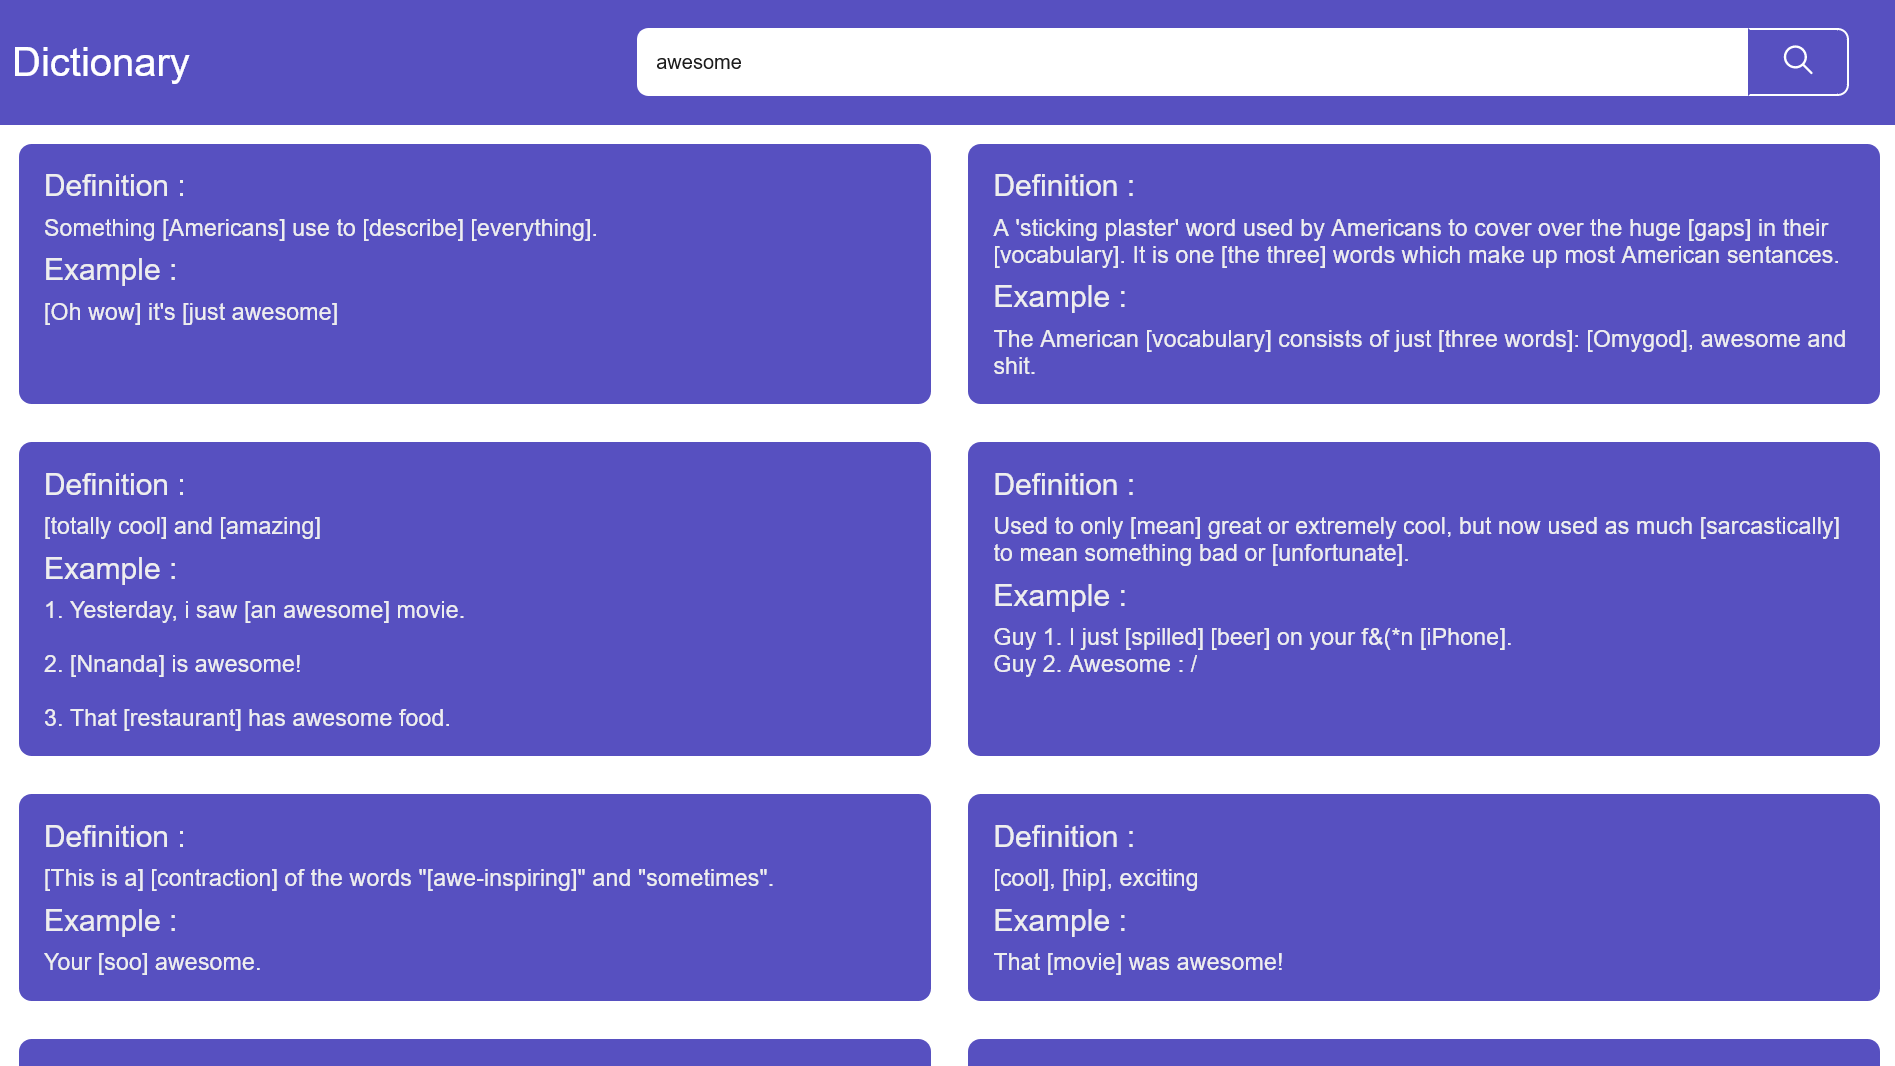 Dictionary
awesome
Definition :
Something [Americans] use to [describe] [everything].
Example :
[Oh wow] it's [just awesome]
Definition :
A 'sticking plaster' word used by Americans to cover over the huge [gaps] in their
[vocabulary]. It is one [the three] words which make up most American sentances.
Example :
The American [vocabulary] consists of just [three words]: [Omygod], awesome and
shit.
Definition :
[totally cool] and [amazing]
Example :
1. Yesterday, i saw [an awesome] movie.
2. [Nnanda] is awesome!
3. That [restaurant] has awesome food.
Definition :
Used to only [mean] great or extremely cool, but now used as much [sarcastically]
to mean something bad or [unfortunate].
Example :
Guy 1. I just [spilled] [beer] on your f&(*n [iPhone].
Guy 2. Awesome : /
Definition :
[This is a] [contraction] of the words "[awe-inspiring]" and "sometimes".
Example :
Your [soo] awesome.
Definition :
[cool], [hip], exciting
Example :
That [movie] was awesome!